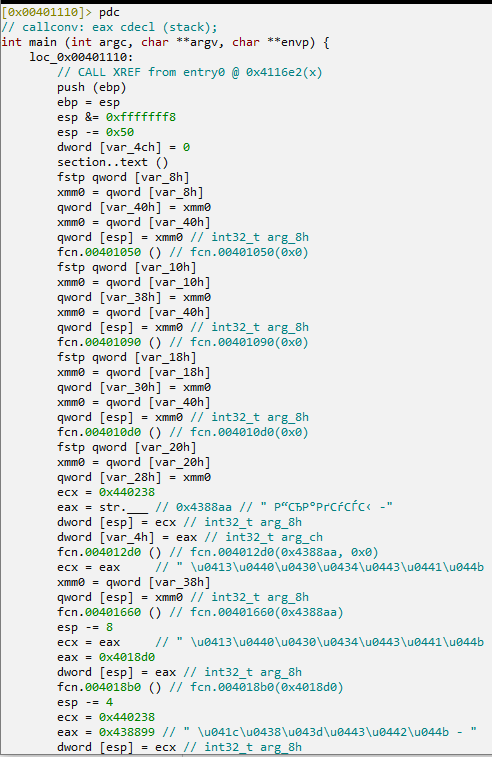 [0x00401110]> pdc
// callconv: eax cdecl (stack);
int main (int argc, char **argv, char **envp) {
loc_0x00401110:
// CALL XREF from entry0 @ 0x4116e2(x)
push (ebp)
ebp = esp
esp &= 0xfffffff8
esp -= 0x50
dword [var_4ch] = 0
section..text ()
fstp qword [var_8h]
xmm0 = qword [var_8h]
qword [var_40h] = xmm0
xmm0 = qword [var_40h]
qword [esp] = xmm0 // int32_t arg_8h
fcn.00401050 () // fcn.00401050(0x0)
fstp qword [var_10h]
xmm0 = qword [var_10h]
qword [var_38h] = xmm0
xmm0 = qword [var_40h]
qword [esp] = xmm0 // int32_t arg_8h
fcn.00401090 () // fcn.00401090(0x0)
fstp qword [var_18h]
xmm0 = qword [var_18h]
qword [var_30h] = xmm0
xmm0 = qword [var_40h]
qword [esp] = xmm0 // int32_t arg_8h
fcn.004010d0 () // fcn.004010d0(0x0)
fstp qword [var_20h]
xmm0 = qword [var_20h]
qword [var_28h] = xmm0
ecx = 0x440238
eax = str.___ // 0x4388aa // " Р“СЂР°РґСѓСЃС‹ -"
dword [esp] = ecx // int32_t arg_8h
dword [var_4h] = eax // int32_t arg_ch
fcn.004012d0 () // fcn.004012d0(0x4388aa, 0x0)
ecx = eax // " \u0413\u0440\u0430\u0434\u0443\u0441\u044b
xmm0 = qword [var_38h]
qword [esp] = xmm0 // int32_t arg_8h
fcn.00401660 () // fcn.00401660(0x4388aa)
esp -= 8
ecx = eax // " \u0413\u0440\u0430\u0434\u0443\u0441\u044b
eax = 0x4018d0
dword [esp] = eax // int32_t arg_8h
fcn.004018b0 () // fcn.004018b0(0x4018d0)
esp -= 4
ecx = 0x440238
eax = 0x438899 // " \u041c\u0438\u043d\u0443\u0442\u044b - "
dword [esp] = ecx // int32_t arg_8h